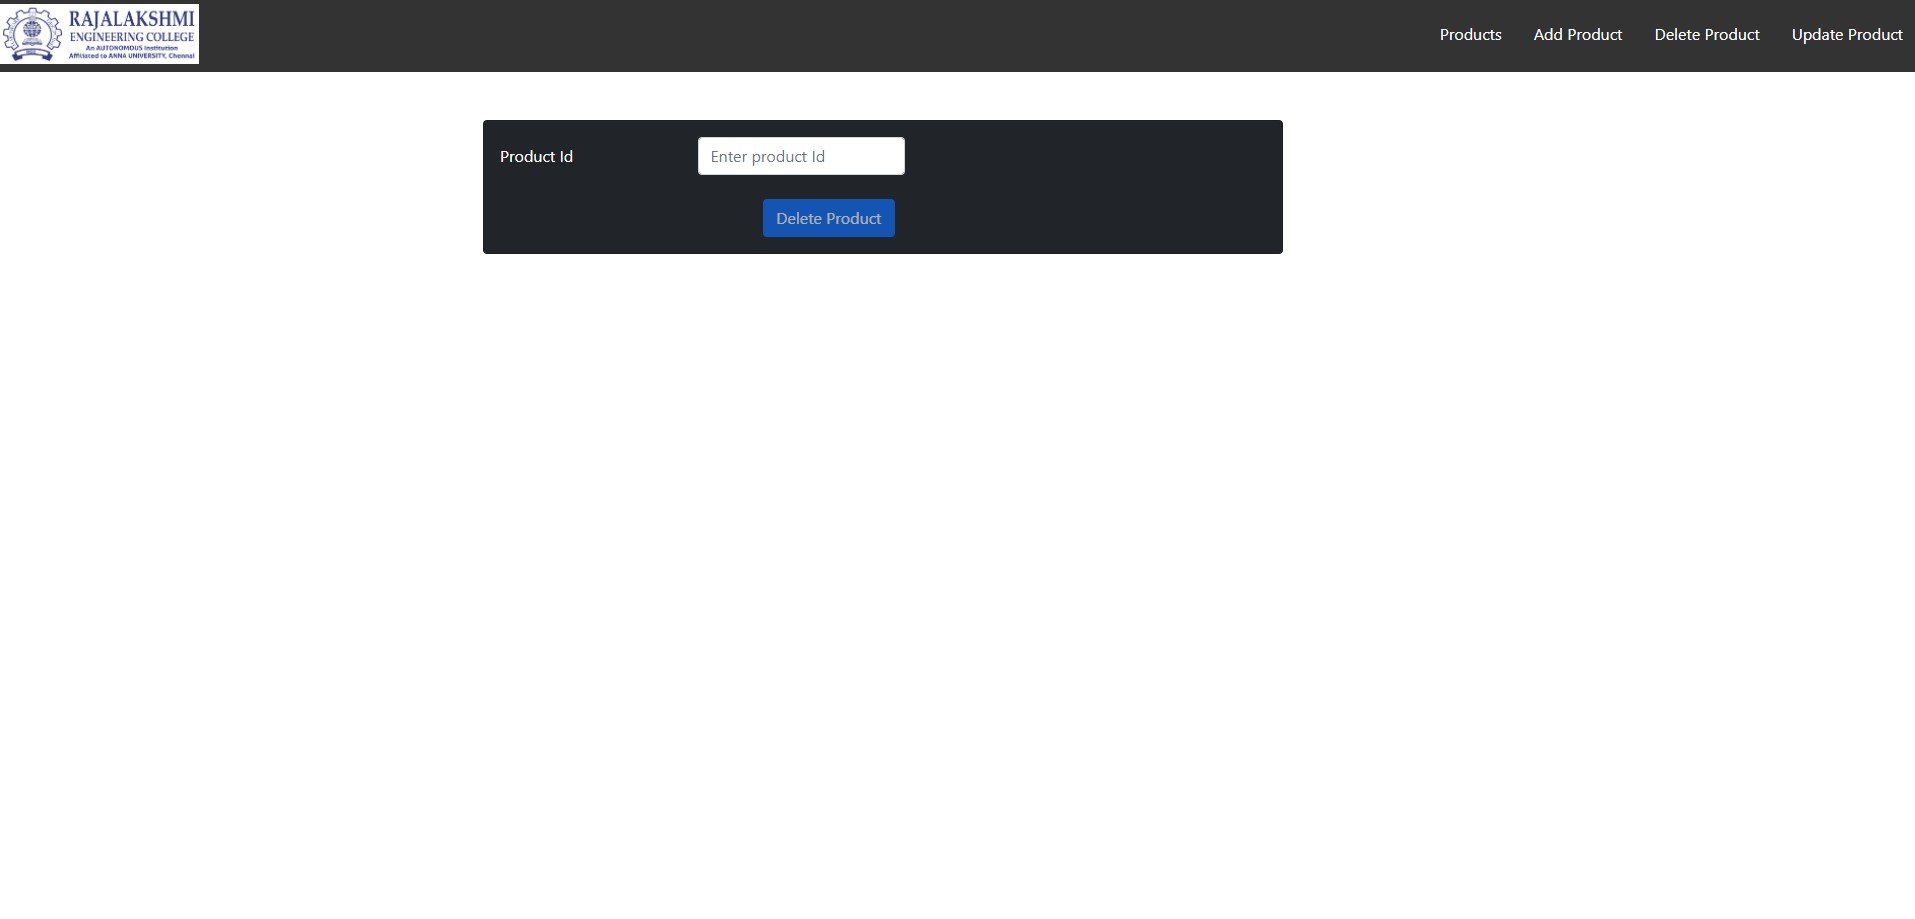 RAJALAKSHMI
ENGINEERING COLLEGE
An AUTONOMOUS Institution
Affiliated to ANNA UNIVERSITY, Chennai
Products Add Product Delete Product Update Product
Product Id Enter product Id
Delete Product